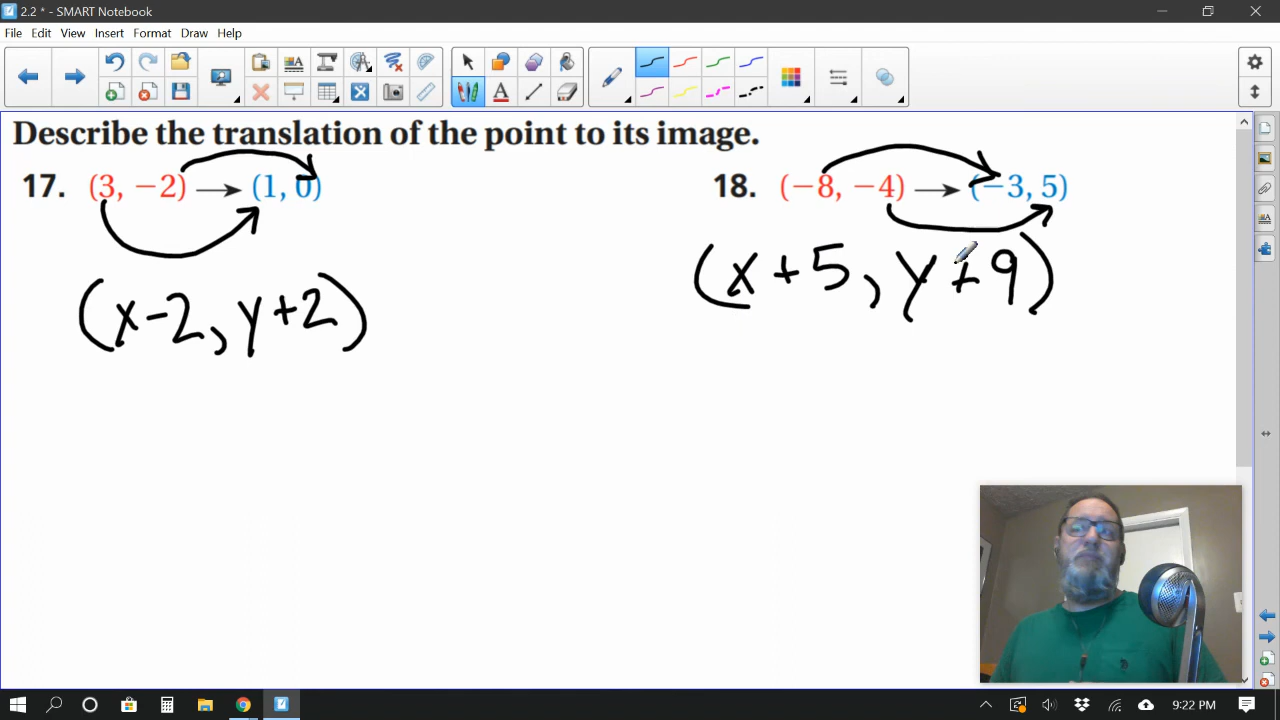 2.2 * - SMART Notebook
File Edit View Insert Format Draw Help
Describe the translation of the point to its image.
17. (3, −2) → (1, 0)
18. (−8, −4) → (−3, 5)
(x+5, y+9)
(x-2, y+2)
9:22 PM